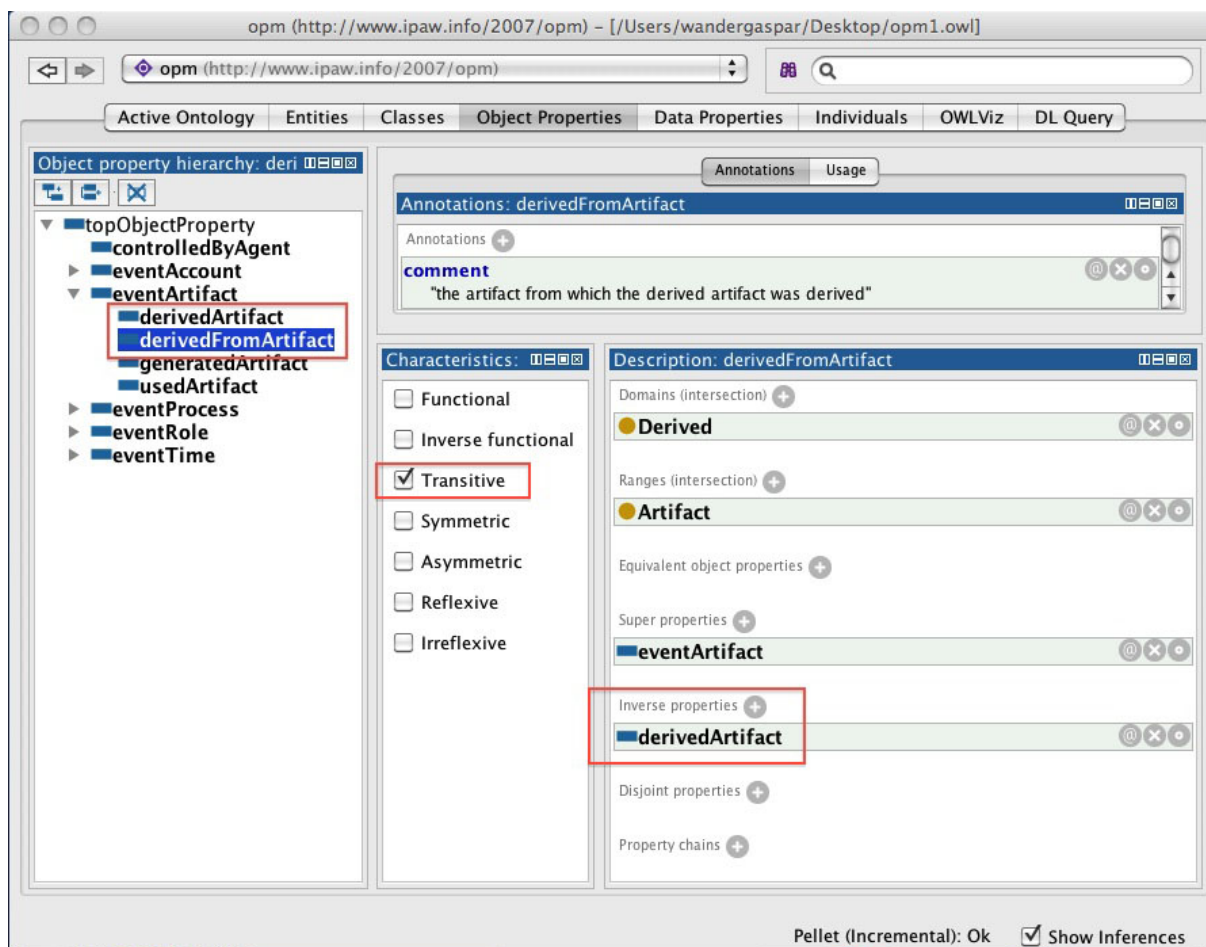 opm (http://www.ipaw.info/2007/opm) – [/Users/wandergaspar/Desktop/opm1.owl]
opm (http://www.ipaw.info/2007/opm)
Active Ontology Entities Classes Object Properties Data Properties Individuals OWLViz DL Query
Object property hierarchy: deri
topObjectProperty
controlledByAgent
eventAccount
eventArtifact
derivedArtifact
derivedFromArtifact
generatedArtifact
usedArtifact
eventProcess
eventRole
eventTime
Annotations Usage
Annotations: derivedFromArtifact
Annotations
comment
"the artifact from which the derived artifact was derived"
Characteristics:
Functional
Inverse functional
Transitive
Symmetric
Asymmetric
Reflexive
Irreflexive
Description: derivedFromArtifact
Domains (intersection)
Derived
Ranges (intersection)
Artifact
Equivalent object properties
Super properties
eventArtifact
Inverse properties
derivedArtifact
Disjoint properties
Property chains
Pellet (Incremental): Ok Show Inferences